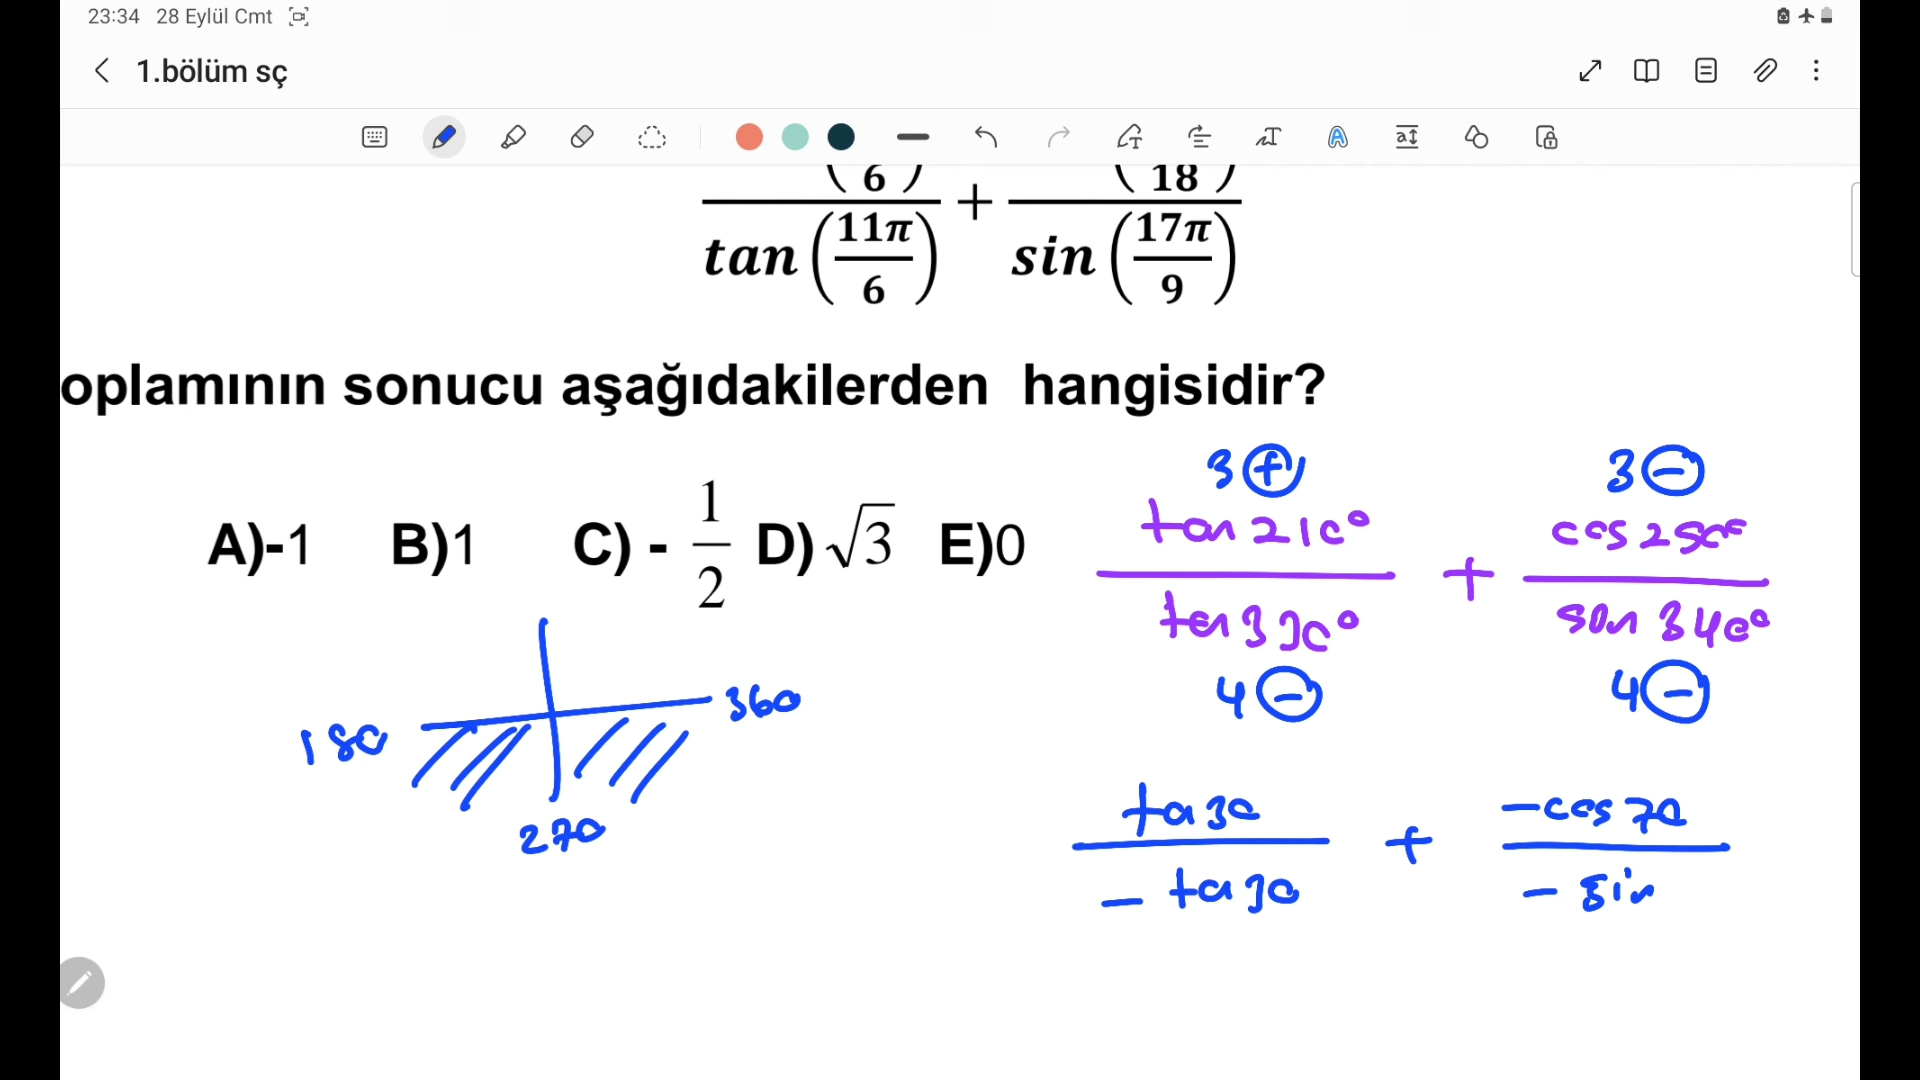 23:34 28 Eylül Cmt
1.bölüm sç
(6) + (18)
tan(11π/6) sin(17π/9)
oplamının sonucu aşağıdakilerden hangisidir?
A)-1 B)1 C) - 1/2 D) √3 E)0
3 + 3 -
tan 210° + cos 250°
tan 330° sin 340°
4 - 4 -
180 360
270
ta 30 + -cos 70
- ta 30 - sin